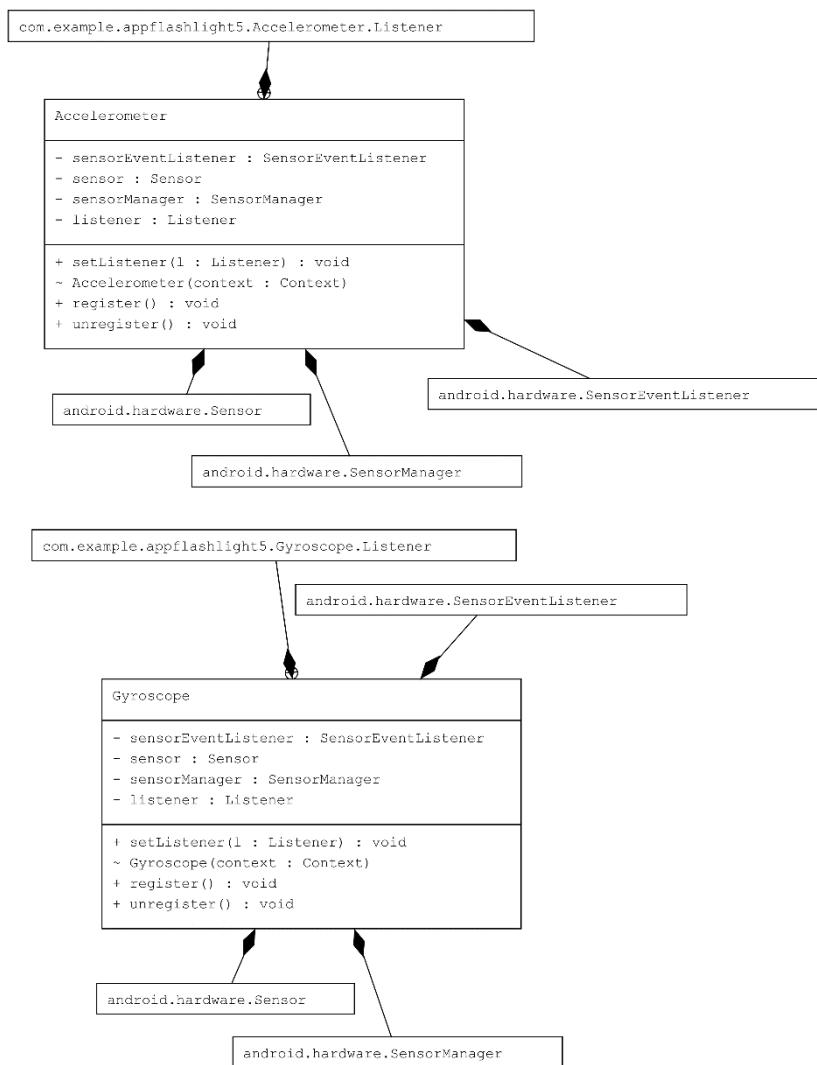 com.example.appflashlight5.Accelerometer.Listener
Accelerometer
- sensorEventListener : SensorEventListener
- sensor : Sensor
- sensorManager : SensorManager
- listener : Listener
+ setListener(l : Listener) : void
~ Accelerometer(context : Context)
+ register() : void
+ unregister() : void
android.hardware.SensorEventListener
android.hardware.Sensor
android.hardware.SensorManager
com.example.appflashlight5.Gyroscope.Listener
android.hardware.SensorEventListener
Gyroscope
- sensorEventListener : SensorEventListener
- sensor : Sensor
- sensorManager : SensorManager
- listener : Listener
+ setListener(l : Listener) : void
~ Gyroscope(context : Context)
+ register() : void
+ unregister() : void
android.hardware.Sensor
android.hardware.SensorManager